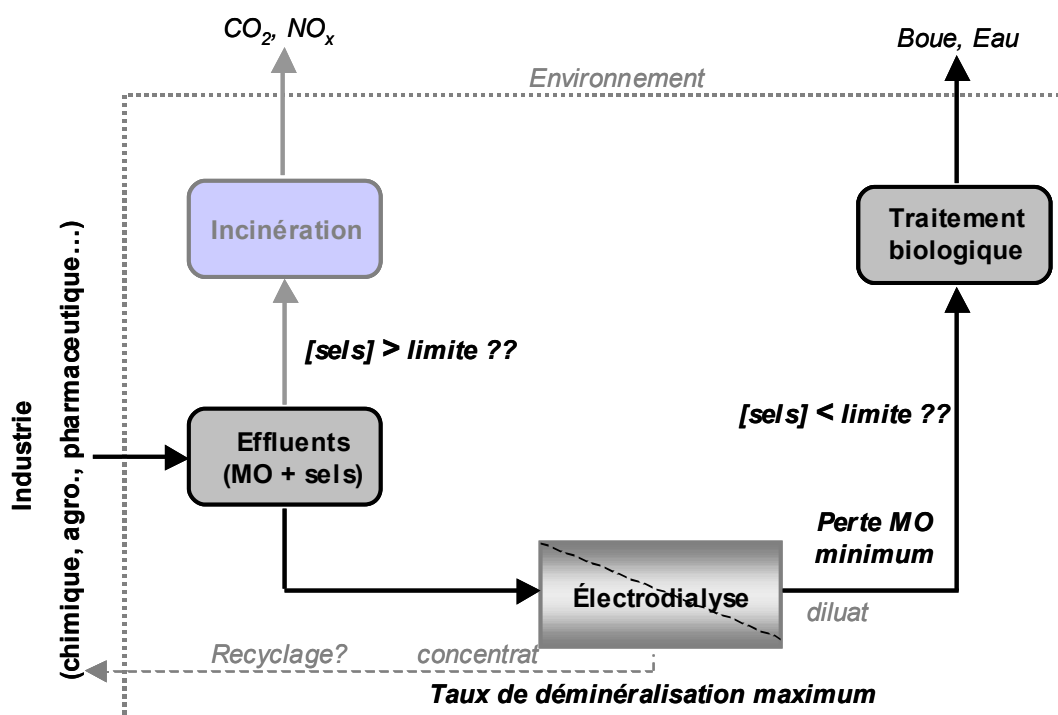 CO2, NOx
Boue, Eau
Environnement
Incinération
Traitement
biologique
[sels] > limite ??
[sels] < limite ??
Industrie
(chimique, agro., pharmaceutique…)
Effluents
(MO + sels)
Perte MO
minimum
Électrodialyse
diluat
Recyclage?
concentrat
Taux de déminéralisation maximum